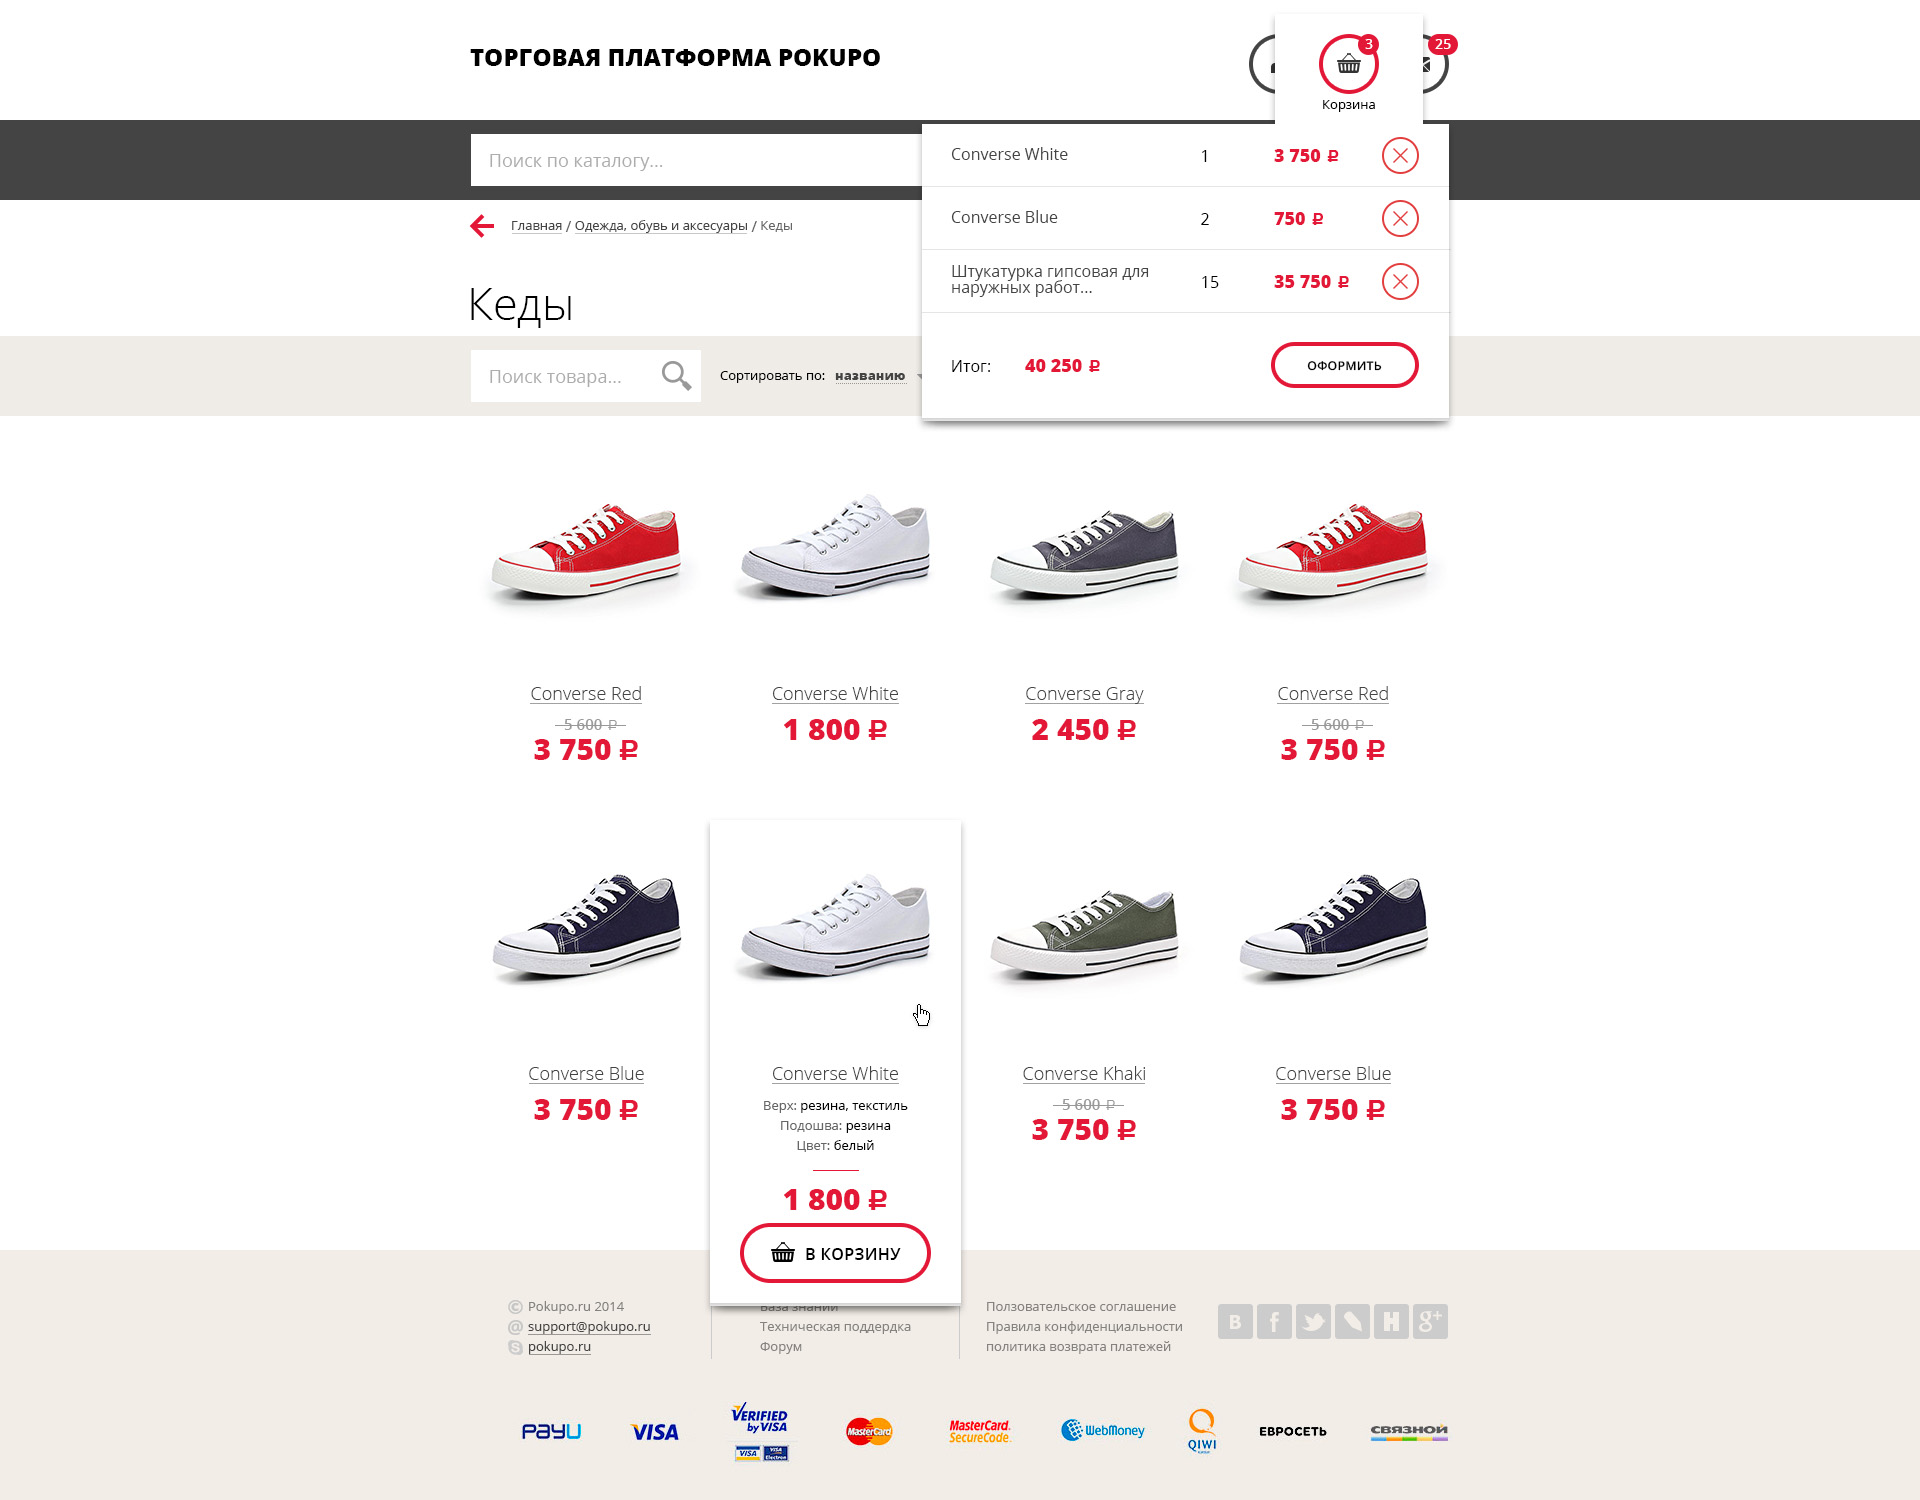 ТОРГОВАЯ ПЛАТФОРМА POKUPO
3
25
Корзина
Поиск по каталогу...
Converse White 1 3 750 ₽
Converse Blue 2 750 ₽
Штукатурка гипсовая для
наружных работ... 15 35 750 ₽
Итог: 40 250 ₽ ОФОРМИТЬ
Главная / Одежда, обувь и аксесуары / Кеды
Кеды
Поиск товара...
Сортировать по: названию
Converse Red
5 600 ₽
3 750 ₽
Converse White
1 800 ₽
Converse Gray
2 450 ₽
Converse Red
5 600 ₽
3 750 ₽
Converse Blue
3 750 ₽
Converse White
Верх: резина, текстиль
Подошва: резина
Цвет: белый
1 800 ₽
В КОРЗИНУ
Converse Khaki
5 600 ₽
3 750 ₽
Converse Blue
3 750 ₽
© Pokupo.ru 2014
@ support@pokupo.ru
S pokupo.ru
База знаний
Техническая поддердка
Форум
Ползовательское соглашение
Правила конфиденциальности
политика возврата платежей
B f H g+
PayU
VISA
VERIFIED
by VISA
VISA VISA Electron
MasterCard
MasterCard.
SecureCode.
WebMoney
QIWI
ЕВРОСЕТЬ
СВЯЗНОЙ